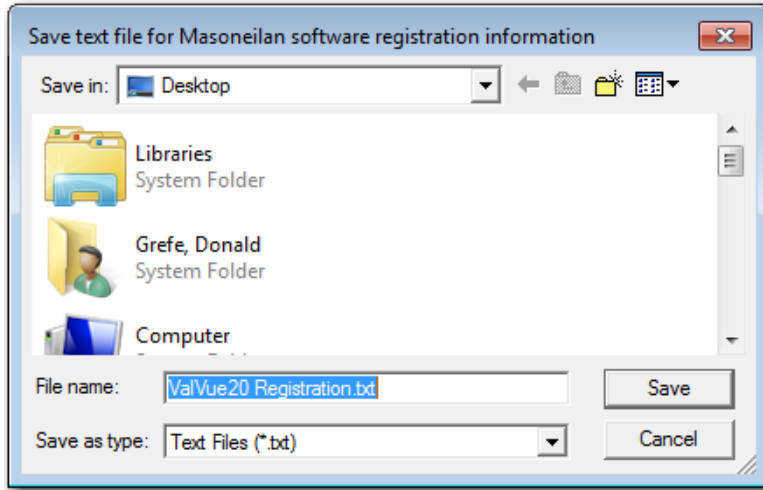 Save text file for Masoneilan software registration information
Save in: Desktop
Libraries
System Folder
Grefe, Donald
System Folder
Computer
File name: ValVue20 Registration.txt Save
Save as type: Text Files (*.txt) Cancel